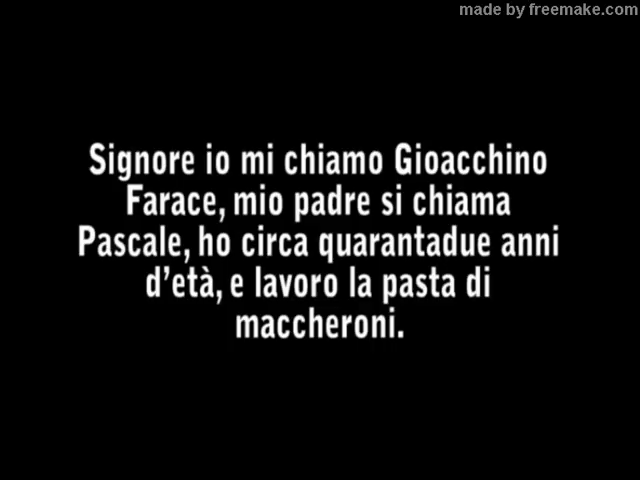 made by freemake.com
Signore io mi chiamo Gioacchino
Farace, mio padre si chiama
Pascale, ho circa quarantadue anni
d'età, e lavoro la pasta di
maccheroni.